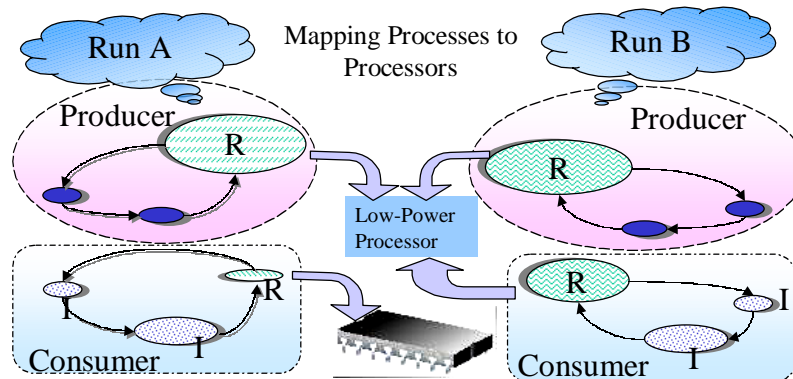 Run A
Mapping Processes to
Processors
Run B
Producer
R
Producer
R
Low-Power
Processor
I
R
I
Consumer
R
I
I
Consumer